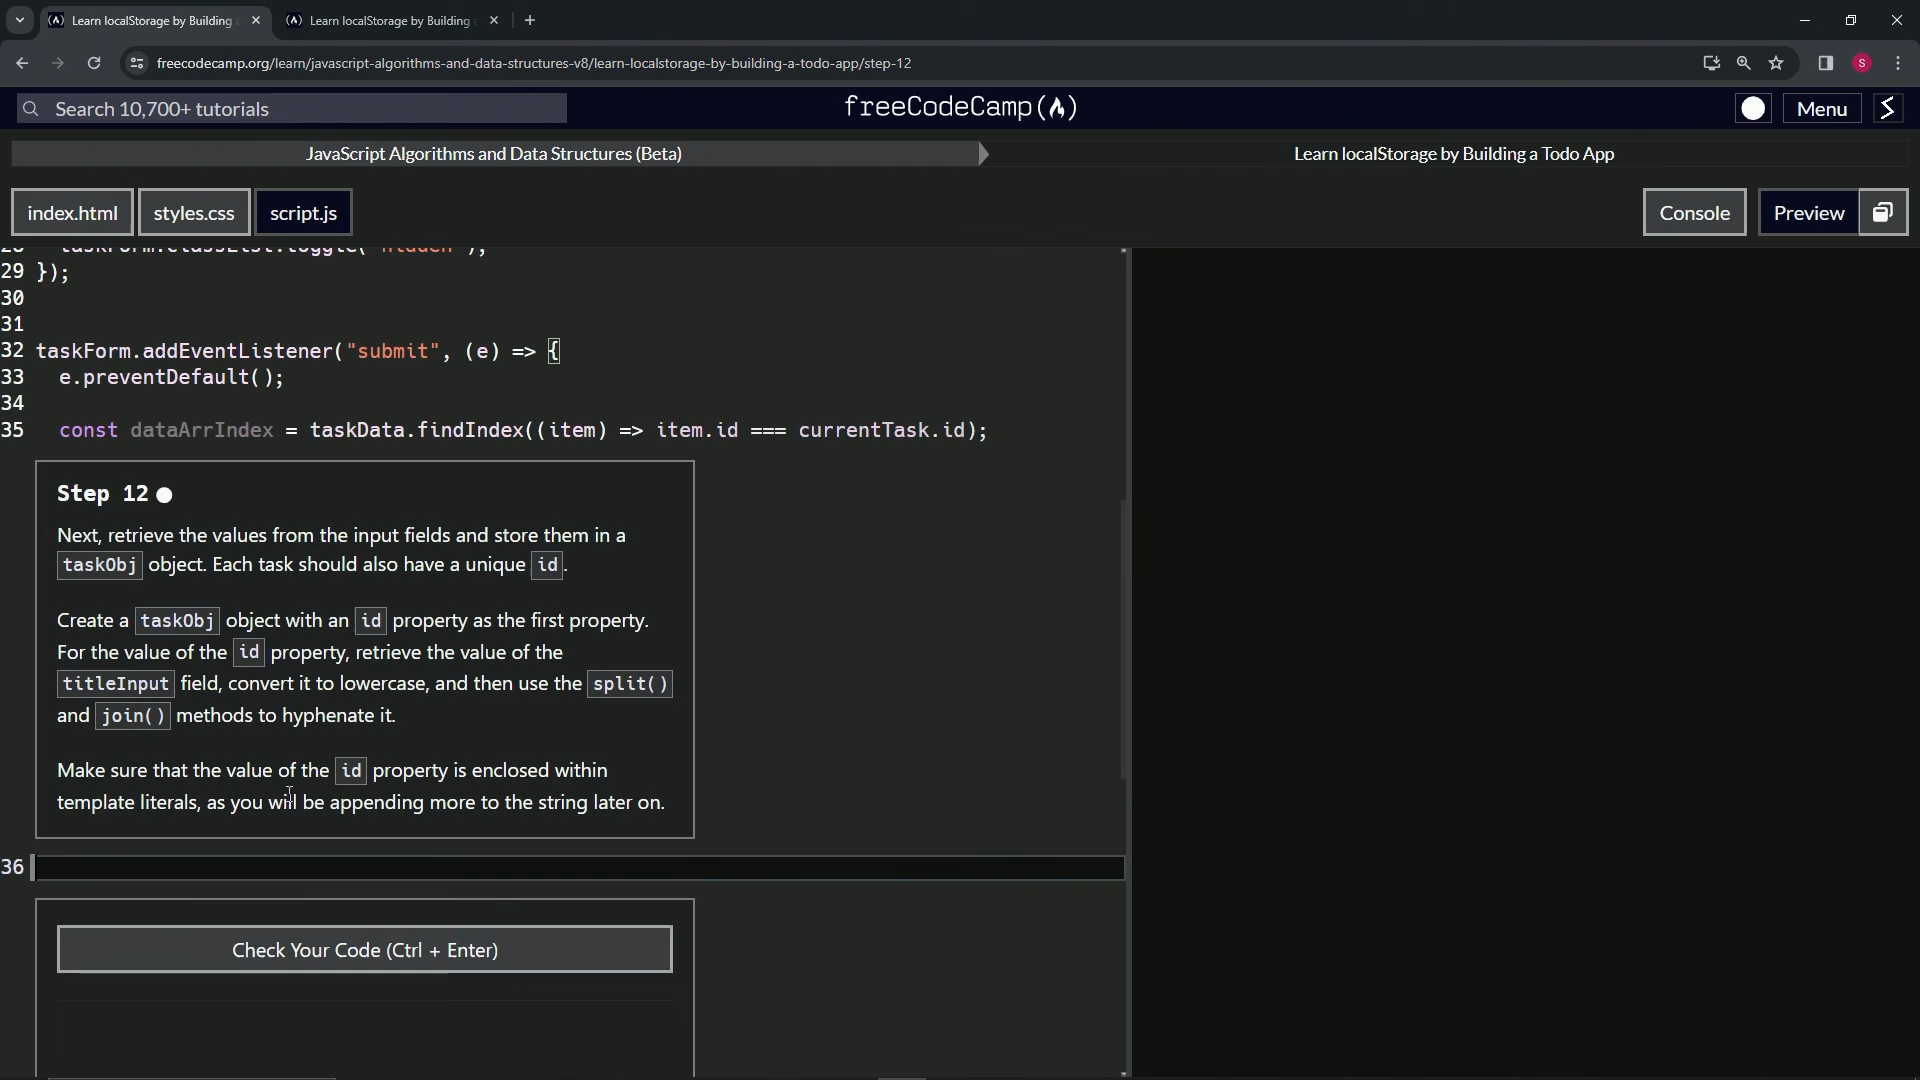 Learn localStorage by Building
Learn localStorage by Building
freecodecamp.org/learn/javascript-algorithms-and-data-structures-v8/learn-localstorage-by-building-a-todo-app/step-12
S
Search 10,700+ tutorials
freeCodeCamp(🔥)
Menu
JavaScript Algorithms and Data Structures (Beta)
Learn localStorage by Building a Todo App
index.html
styles.css
script.js
Console
Preview
28 taskForm.classList.toggle("hidden");
29 });
30
31
32 taskForm.addEventListener("submit", (e) => {
33 e.preventDefault();
34
35 const dataArrIndex = taskData.findIndex((item) => item.id === currentTask.id);
Step 12
Next, retrieve the values from the input fields and store them in a
taskObj object. Each task should also have a unique id.
Create a taskObj object with an id property as the first property.
For the value of the id property, retrieve the value of the
titleInput field, convert it to lowercase, and then use the split()
and join() methods to hyphenate it.
Make sure that the value of the id property is enclosed within
template literals, as you will be appending more to the string later on.
36
Check Your Code (Ctrl + Enter)